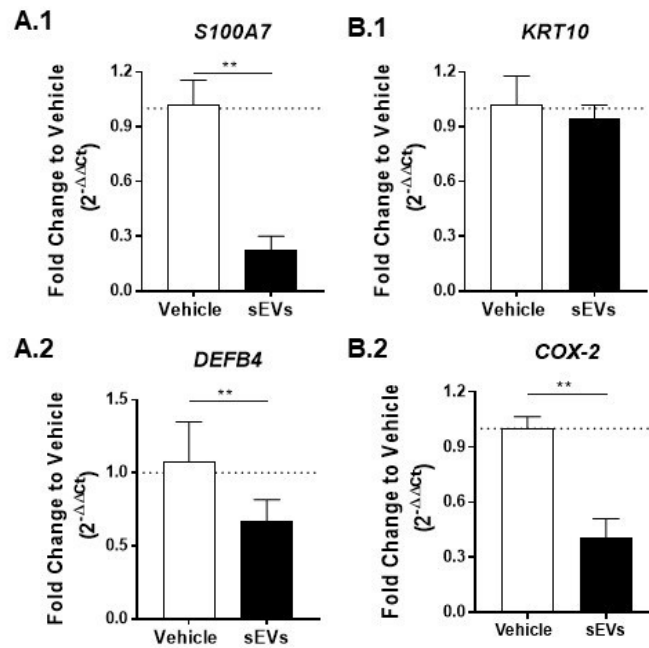 A.1
S100A7
Fold Change to Vehicle
(2^-ΔΔCt)
1.2
0.9
0.6
0.3
0.0
**
Vehicle
sEVs
B.1
KRT10
Fold Change to Vehicle
(2^-ΔΔCt)
1.2
0.9
0.6
0.3
0.0
Vehicle
sEVs
A.2
DEFB4
Fold Change to Vehicle
(2^-ΔΔCt)
1.5
1.0
0.5
0.0
**
Vehicle
sEVs
B.2
COX-2
Fold Change to Vehicle
(2^-ΔΔCt)
1.2
0.9
0.6
0.3
0.0
**
Vehicle
sEVs